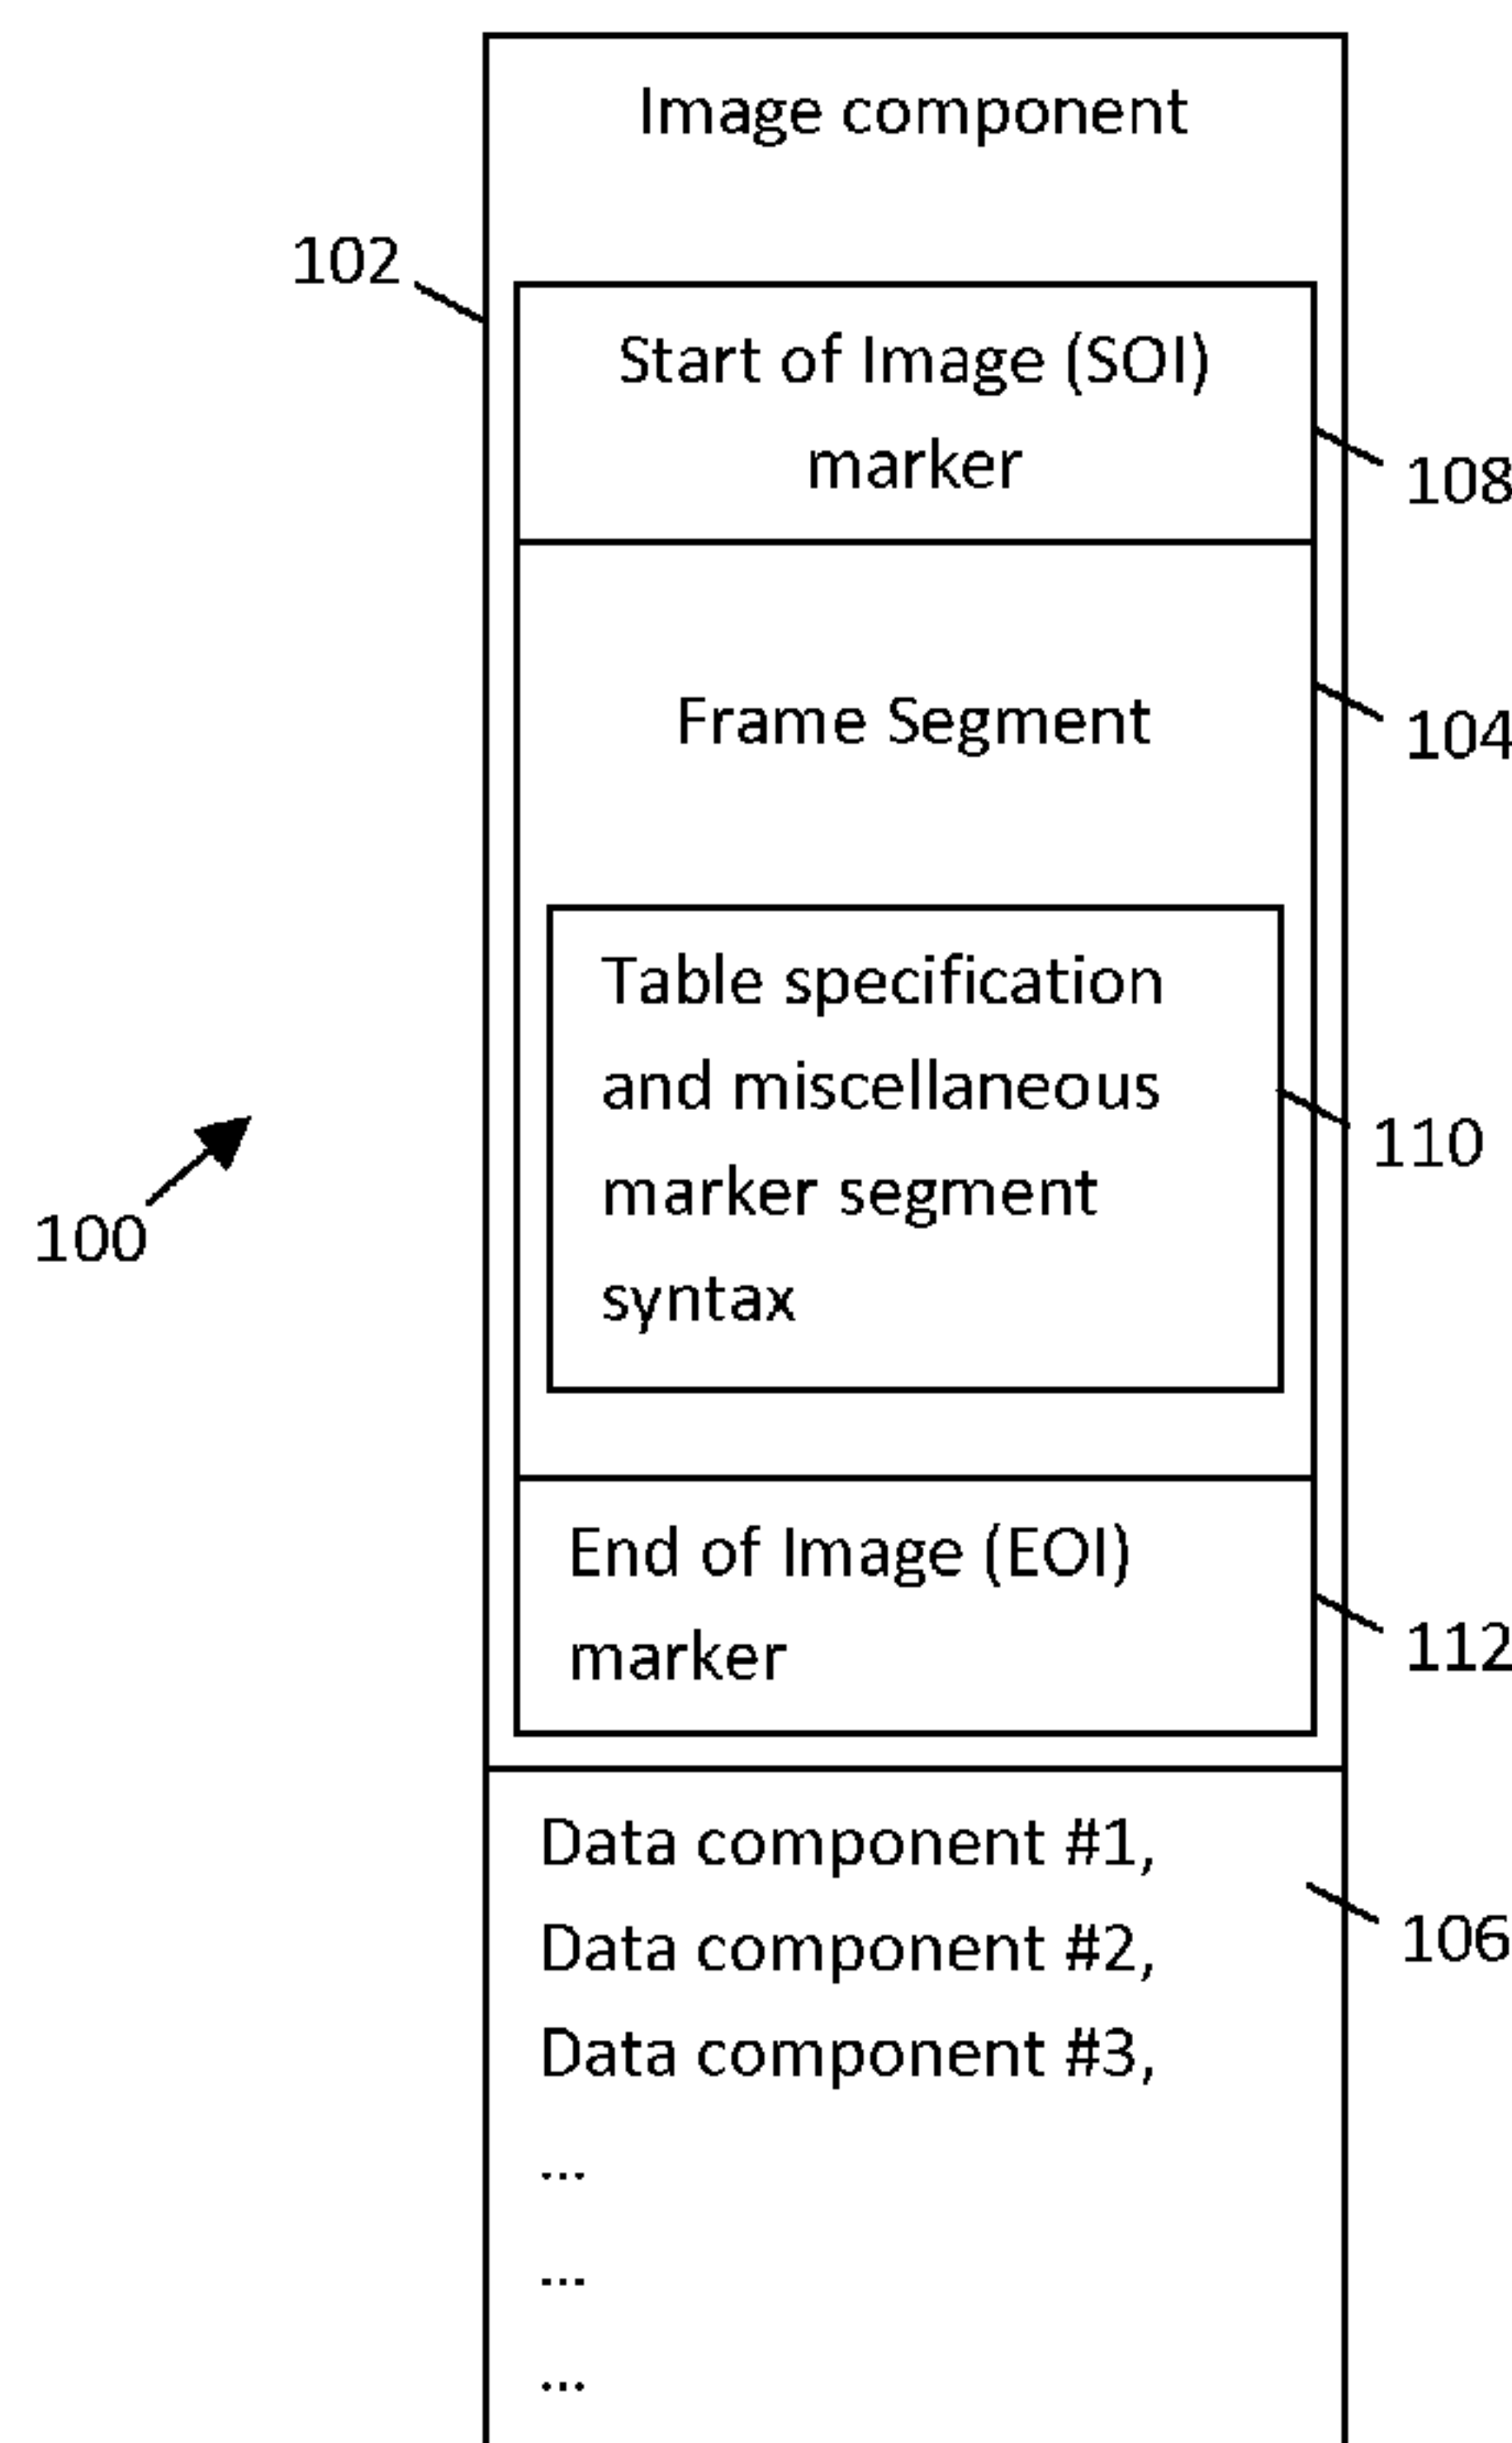 Image component
102
Start of Image (SOI)
marker
108
Frame Segment
104
Table specification
and miscellaneous
marker segment
syntax
110
100
End of Image (EOI)
marker
112
Data component #1,
106
Data component #2,
Data component #3,
...
...
...